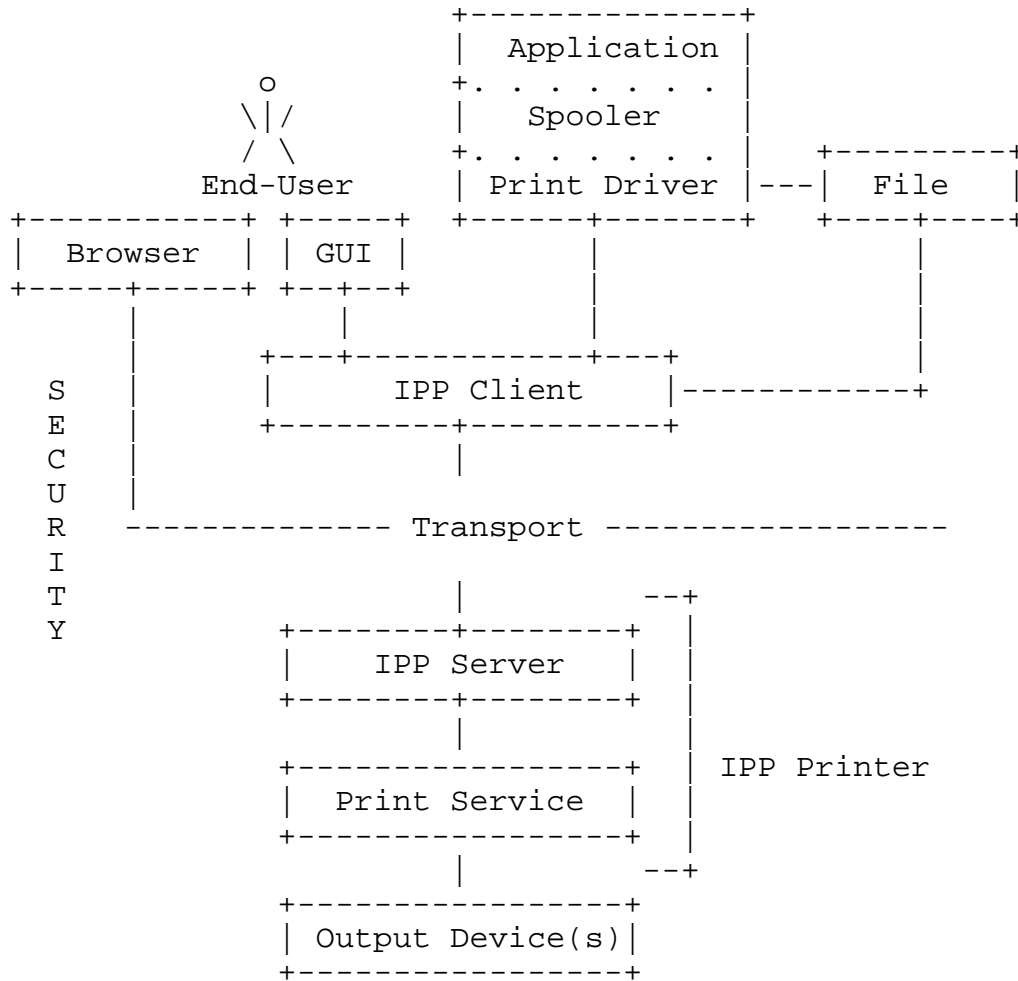 Application
Spooler
End-User
Print Driver
File
Browser
GUI
IPP Client
SECURITY
Transport
IPP Server
IPP Printer
Print Service
Output Device(s)